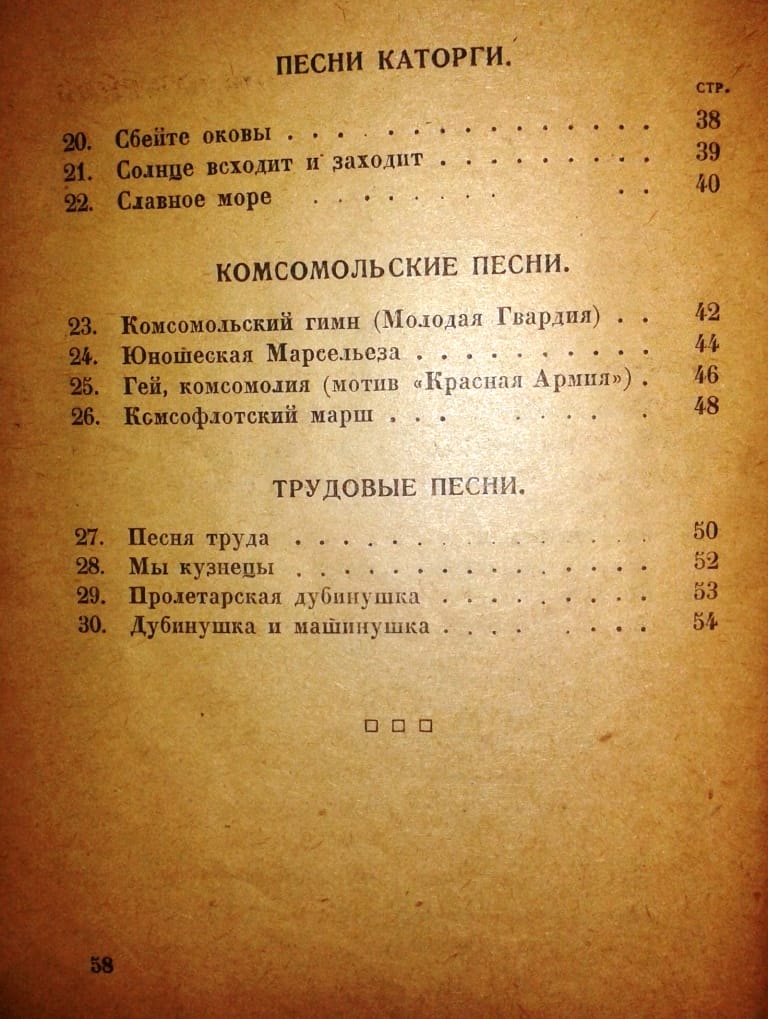 ПЕСНИ КАТОРГИ.
СТР.
20. Сбейте оковы . . . . . . . . . . . . . . . 38
21. Солнце всходит и заходит . . . . . . . . . 39
22. Славное море . . . . . . . . . 40
КОМСОМОЛЬСКИЕ ПЕСНИ.
23. Комсомольский гимн (Молодая Гвардия) . . 42
24. Юношеская Марсельеза . . . . . . . . . . 44
25. Гей, комсомолия (мотив «Красная Армия») . 46
26. Комсофлотский марш . . . . . . . . 48
ТРУДОВЫЕ ПЕСНИ.
27. Песня труда . . . . . . . . . . . . . . . 50
28. Мы кузнецы . . . . . . . . . . . . . . . 52
29. Пролетарская дубинушка . . . . . . . . . 53
30. Дубинушка и машинушка . . . . . . . . 54
58